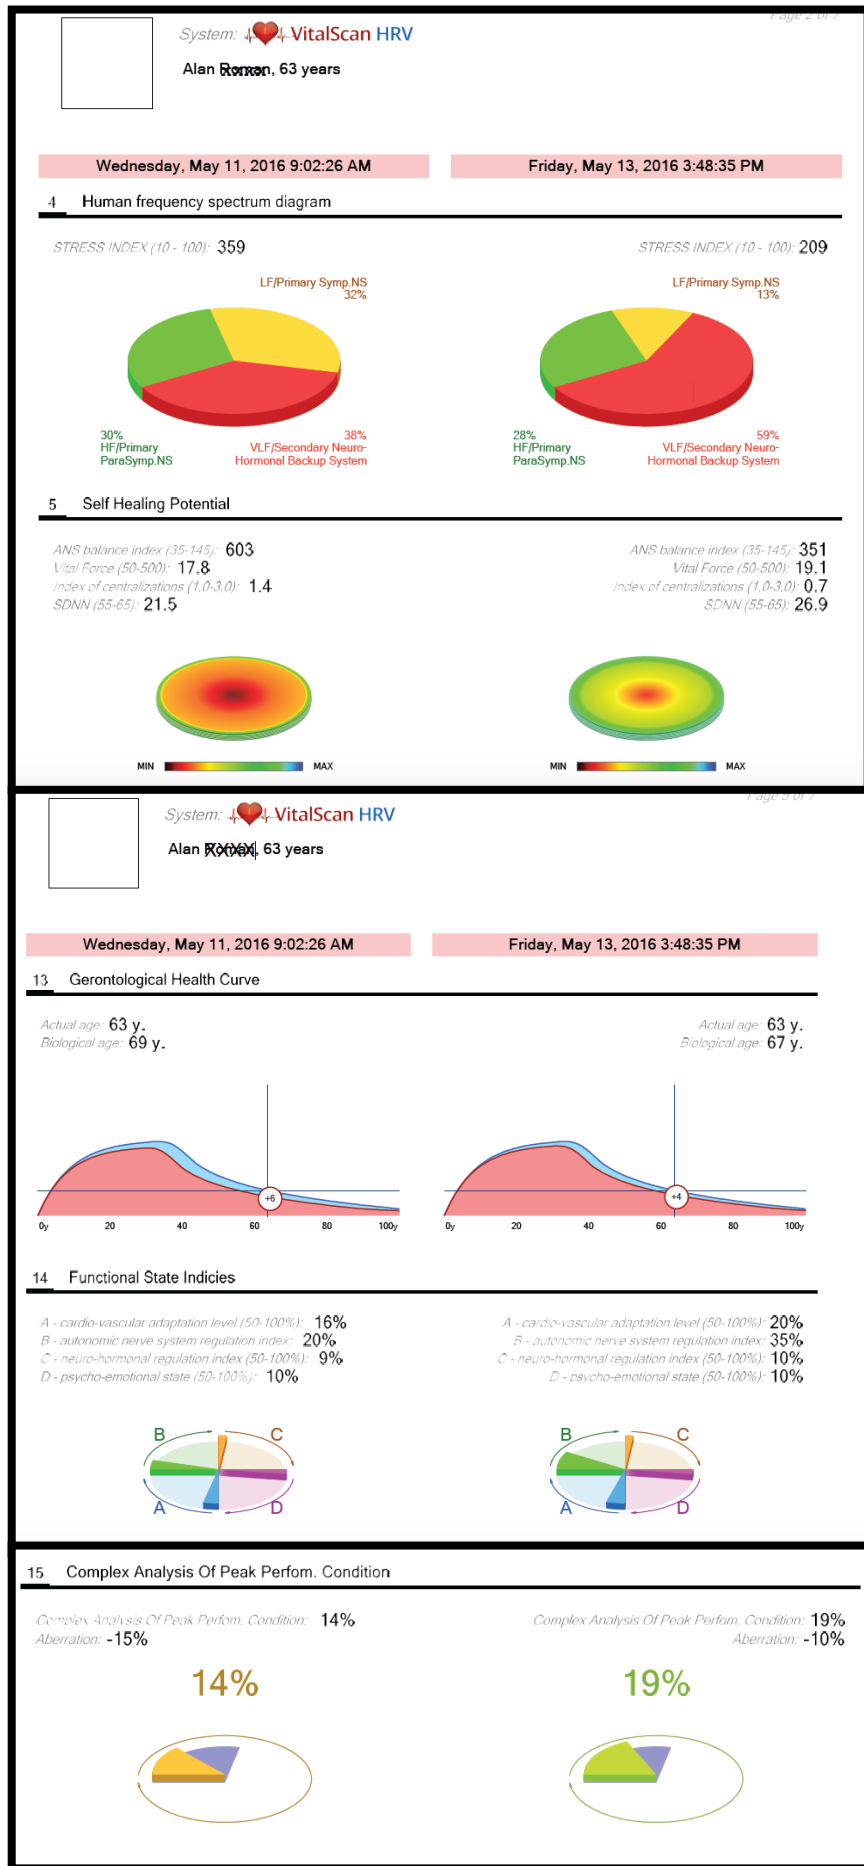 Page 2 of 7
System: VitalScan HRV
Alan, 63 years
Wednesday, May 11, 2016 9:02:26 AM
Friday, May 13, 2016 3:48:35 PM
4 Human frequency spectrum diagram
STRESS INDEX (10 - 100): 359
STRESS INDEX (10 - 100): 209
LF/Primary Symp.NS
32%
LF/Primary Symp.NS
13%
30%
HF/Primary
ParaSymp.NS
38%
VLF/Secondary Neuro-
Hormonal Backup System
28%
HF/Primary
ParaSymp.NS
59%
VLF/Secondary Neuro-
Hormonal Backup System
5 Self Healing Potential
ANS balance index (35-145): 603
Vital Force (50-500): 17.8
Index of centralizations (1,0-3,0): 1.4
SDNN (55-65): 21.5
ANS balance index (35-145): 351
Vital Force (50-500): 19.1
Index of centralizations (1,0-3,0): 0.7
SDNN (55-65): 26.9
MIN MAX
MIN MAX
Page 5 of 7
System: VitalScan HRV
Alan XXXX, 63 years
Wednesday, May 11, 2016 9:02:26 AM
Friday, May 13, 2016 3:48:35 PM
13 Gerontological Health Curve
Actual age: 63 y.
Biological age: 69 y.
Actual age: 63 y.
Biological age: 67 y.
+6
0y 20 40 60 80 100y
+4
0y 20 40 60 80 100y
14 Functional State Indicies
A - cardio-vascular adaptation level (50-100%): 16%
B - autonomic nerve system regulation index: 20%
C - neuro-hormonal regulation index (50-100%): 9%
D - psycho-emotional state (50-100%): 10%
A - cardio-vascular adaptation level (50-100%): 20%
B - autonomic nerve system regulation index: 35%
C - neuro-hormonal regulation index (50-100%): 10%
D - psycho-emotional state (50-100%): 10%
B C
A D
B C
A D
15 Complex Analysis Of Peak Perfom. Condition
Complex Analysis Of Peak Perfom. Condition: 14%
Aberration: -15%
Complex Analysis Of Peak Perfom. Condition: 19%
Aberration: -10%
14%
19%